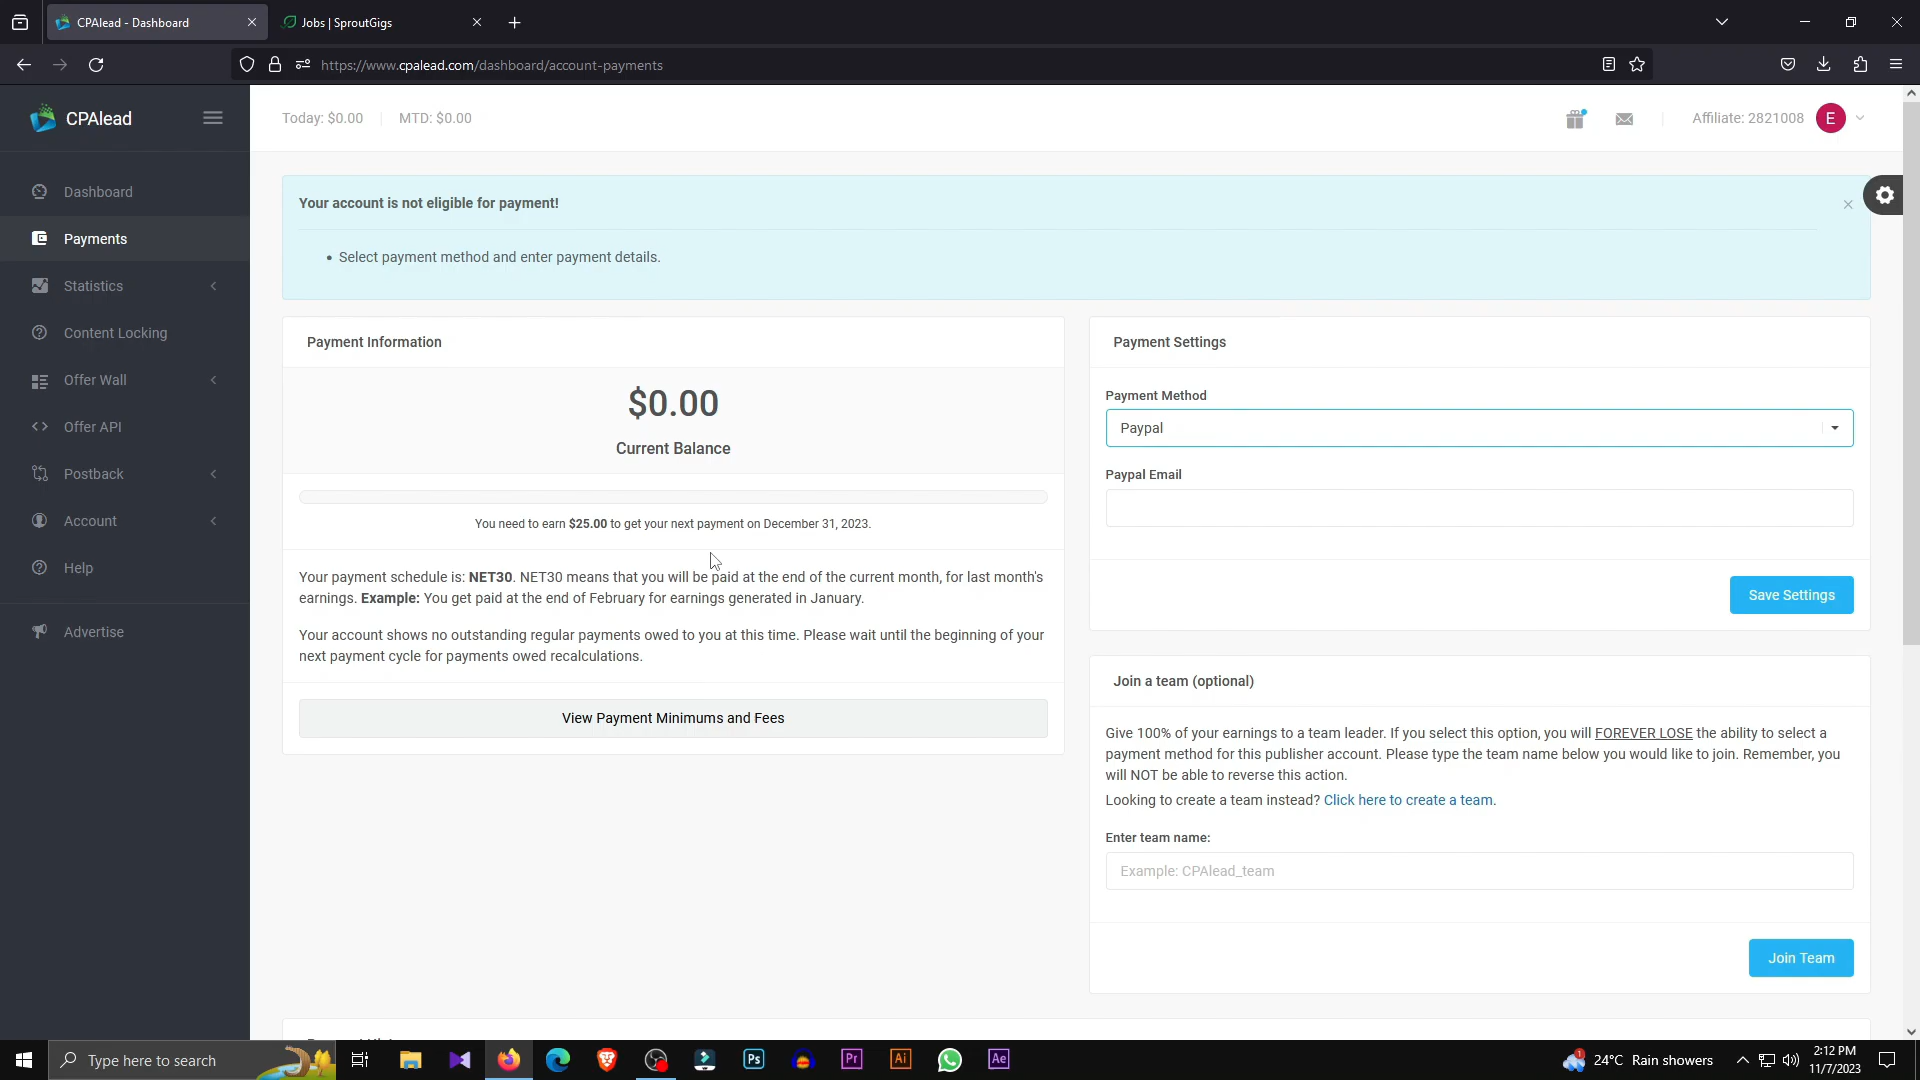 CPAlead - Dashboard
Jobs | SproutGigs
https://www.cpalead.com/dashboard/account-payments
CPAlead
Today: $0.00
MTD: $0.00
Affiliate: 2821008
E
Dashboard
Payments
Statistics
Content Locking
Offer Wall
Offer API
Postback
Account
Help
Advertise
Your account is not eligible for payment!
Select payment method and enter payment details.
Payment Information
$0.00
Current Balance
You need to earn $25.00 to get your next payment on December 31, 2023.
Your payment schedule is: NET30. NET30 means that you will be paid at the end of the current month, for last month's
earnings. Example: You get paid at the end of February for earnings generated in January.
Your account shows no outstanding regular payments owed to you at this time. Please wait until the beginning of your
next payment cycle for payments owed recalculations.
View Payment Minimums and Fees
Payment Settings
Payment Method
Paypal
Paypal Email
Save Settings
Join a team (optional)
Give 100% of your earnings to a team leader. If you select this option, you will FOREVER LOSE the ability to select a
payment method for this publisher account. Please type the team name below you would like to join. Remember, you
will NOT be able to reverse this action.
Looking to create a team instead? Click here to create a team.
Enter team name:
Example: CPAlead_team
Join Team
Type here to search
Ps
Pr
Ai
Ae
1
24°C Rain showers
2:12 PM
11/7/2023